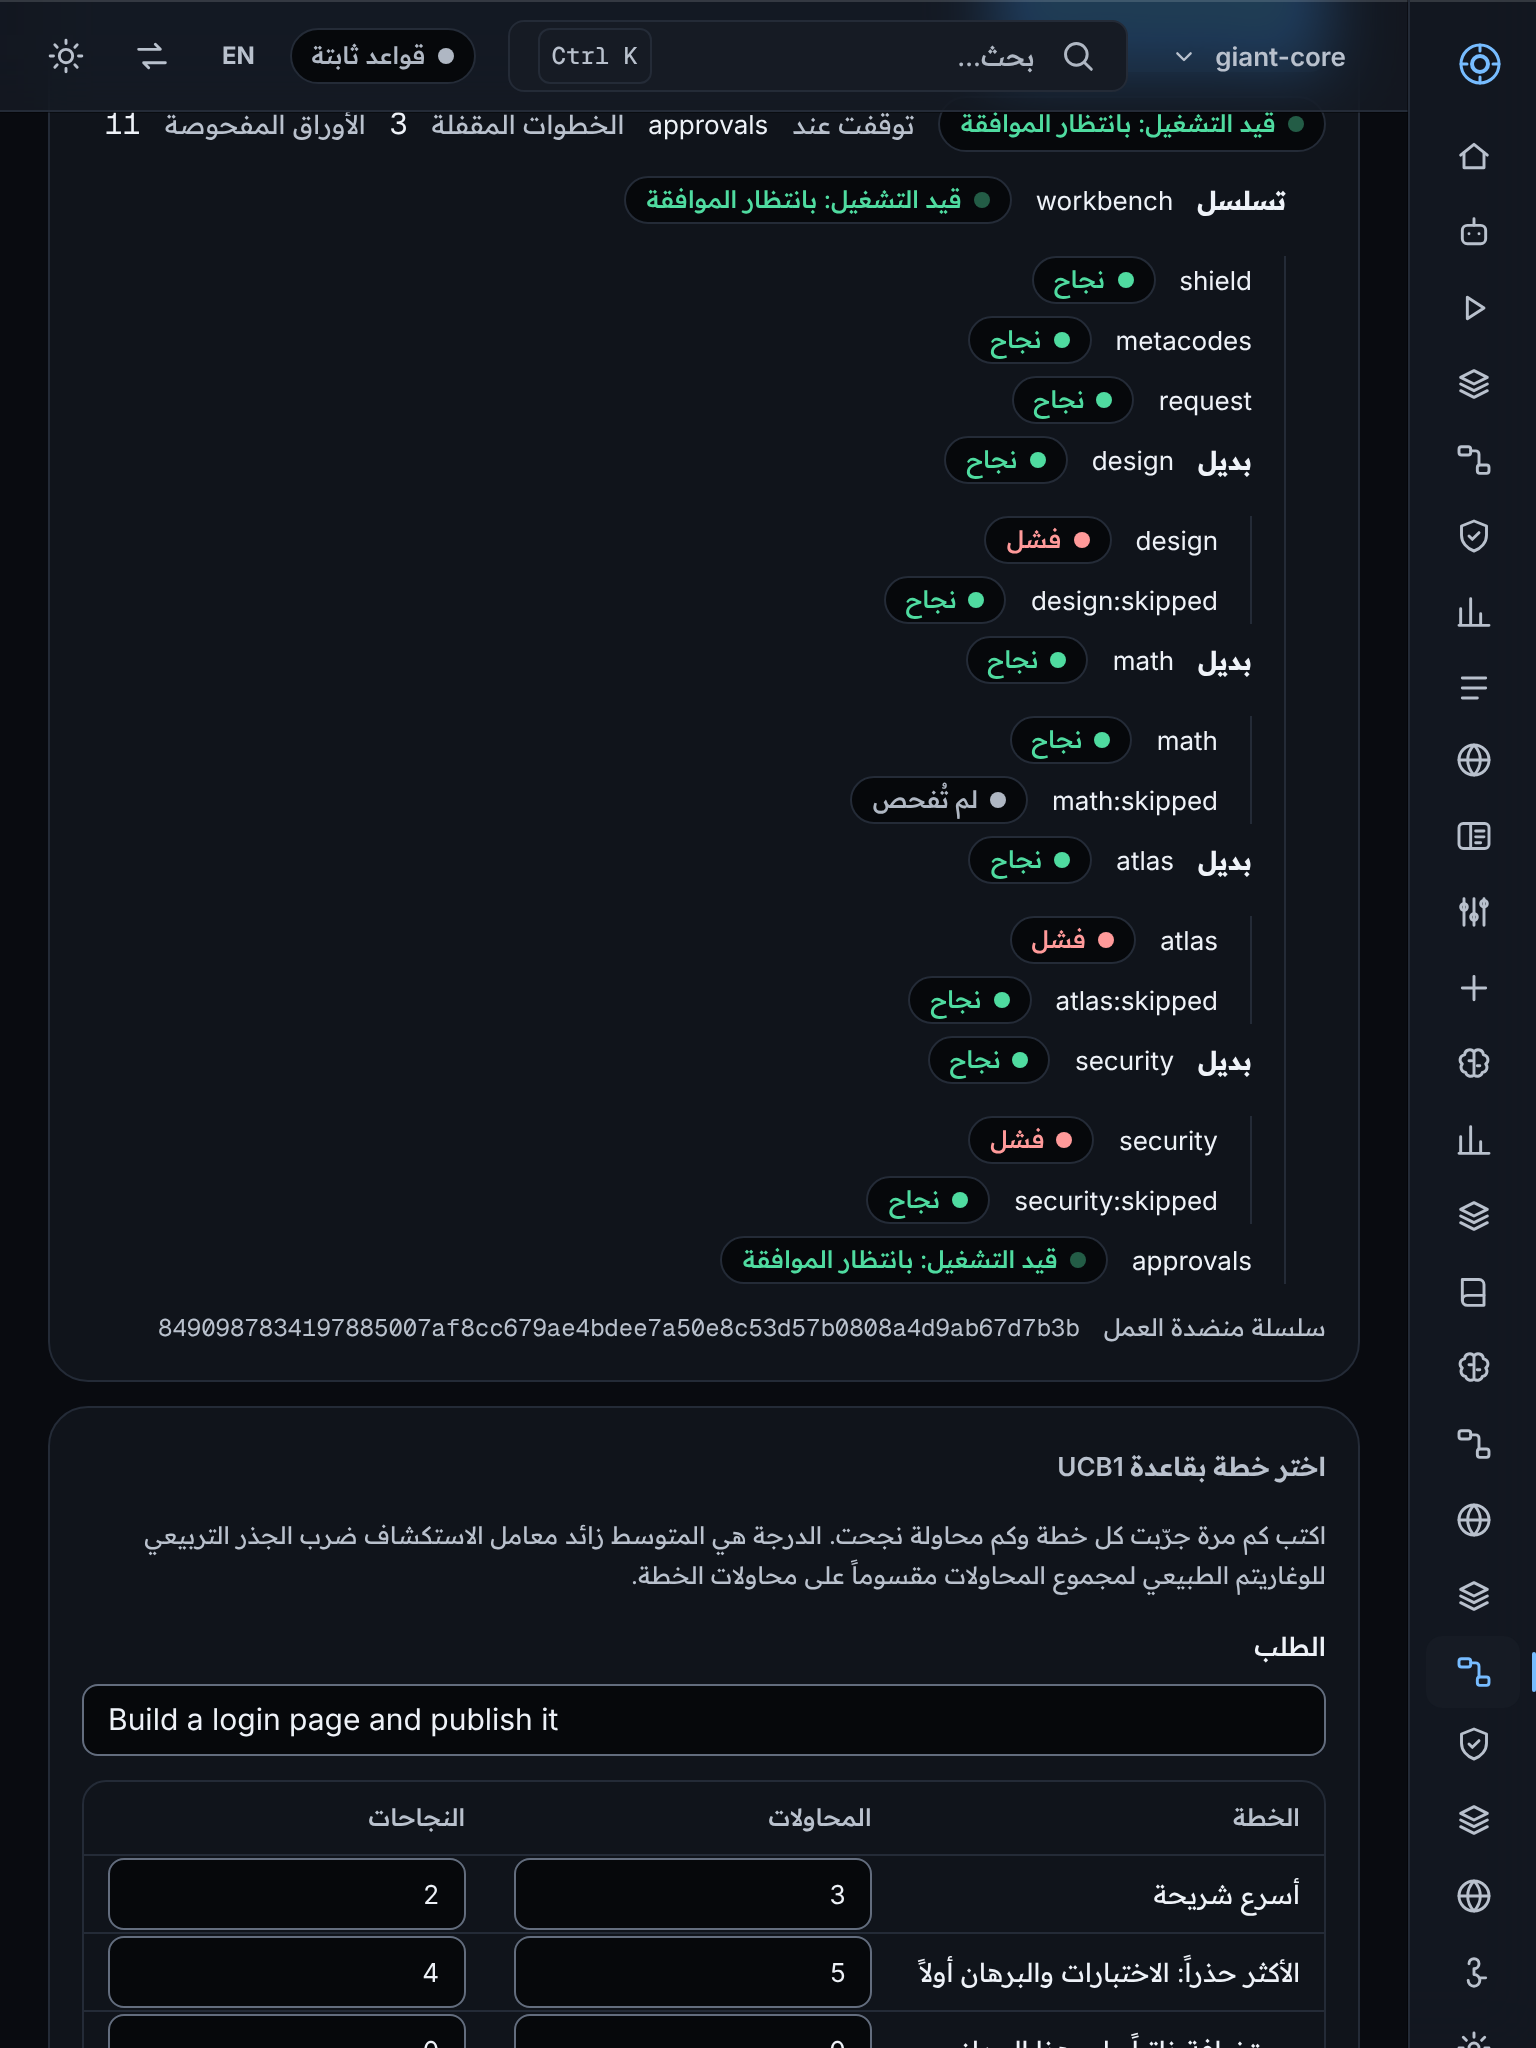 giant-core
بحث...
Ctrl K
قواعد ثابتة
EN
قيد التشغيل: بانتظار الموافقة توقفت عند approvals الخطوات المقفلة 3 الأوراق المفحوصة 11
تسلسل workbench قيد التشغيل: بانتظار الموافقة
shield نجاح
metacodes نجاح
request نجاح
بديل design نجاح
design فشل
design:skipped نجاح
بديل math نجاح
math نجاح
math:skipped لم تُفحص
بديل atlas نجاح
atlas فشل
atlas:skipped نجاح
بديل security نجاح
security فشل
security:skipped نجاح
approvals قيد التشغيل: بانتظار الموافقة
سلسلة منضدة العمل 8490987834197885007af8cc679ae4bdee7a50e8c53d57b0808a4d9ab67d7b3b
اختر خطة بقاعدة UCB1
اكتب كم مرة جرّبت كل خطة وكم محاولة نجحت. الدرجة هي المتوسط زائد معامل الاستكشاف ضرب الجذر التربيعي
للوغاريتم الطبيعي لمجموع المحاولات مقسوماً على محاولات الخطة.
الطلب
Build a login page and publish it
الخطة المحاولات النجاحات
أسرع شريحة 3 2
الأكثر حذراً: الاختبارات والبرهان أولاً 5 4